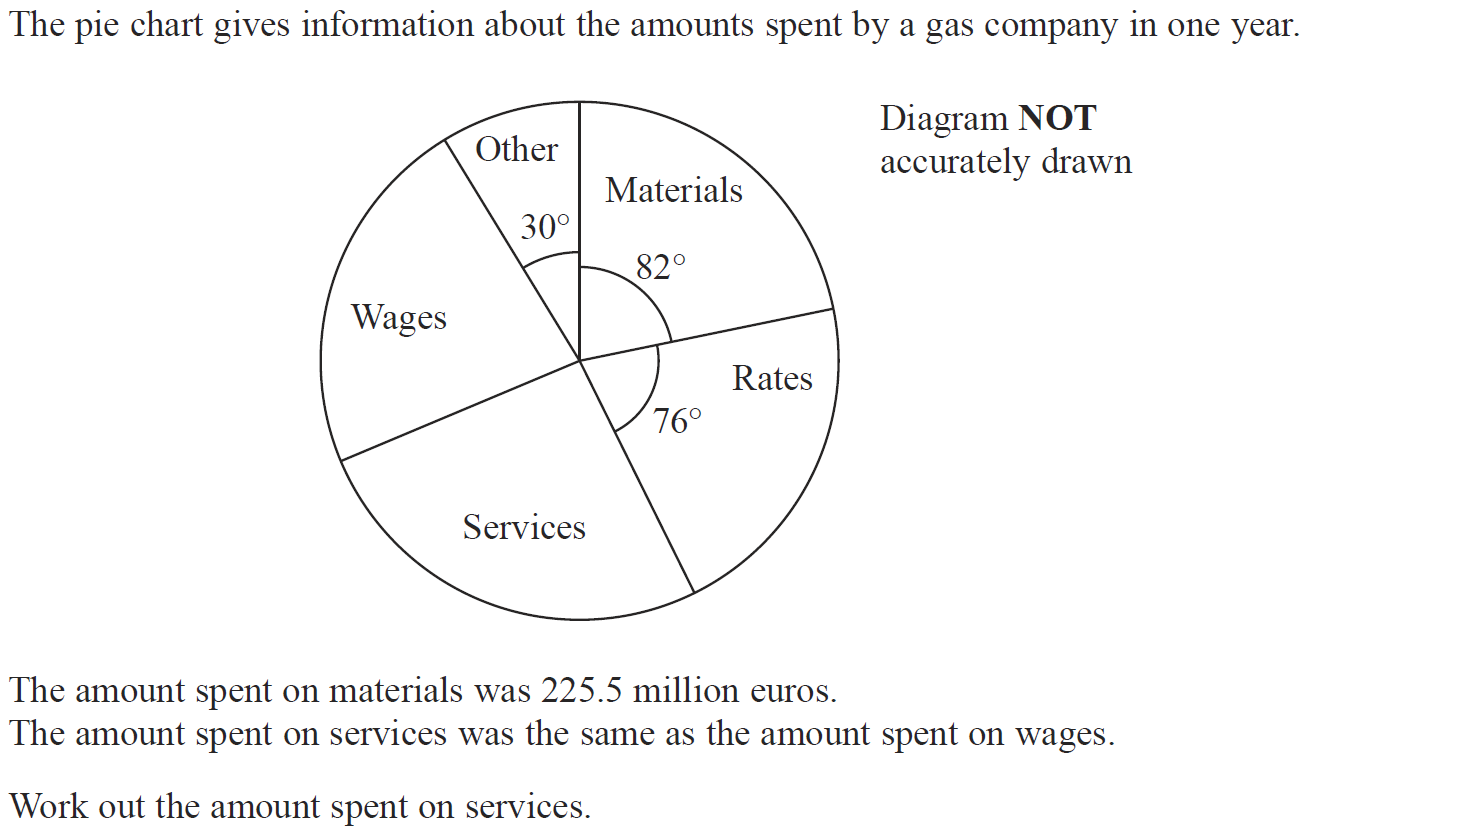 The pie chart gives information about the amounts spent by a gas company in one year.
Diagram NOT
accurately drawn
Other
Materials
30°
82°
Wages
Rates
76°
Services
The amount spent on materials was 225.5 million euros.
The amount spent on services was the same as the amount spent on wages.
Work out the amount spent on services.